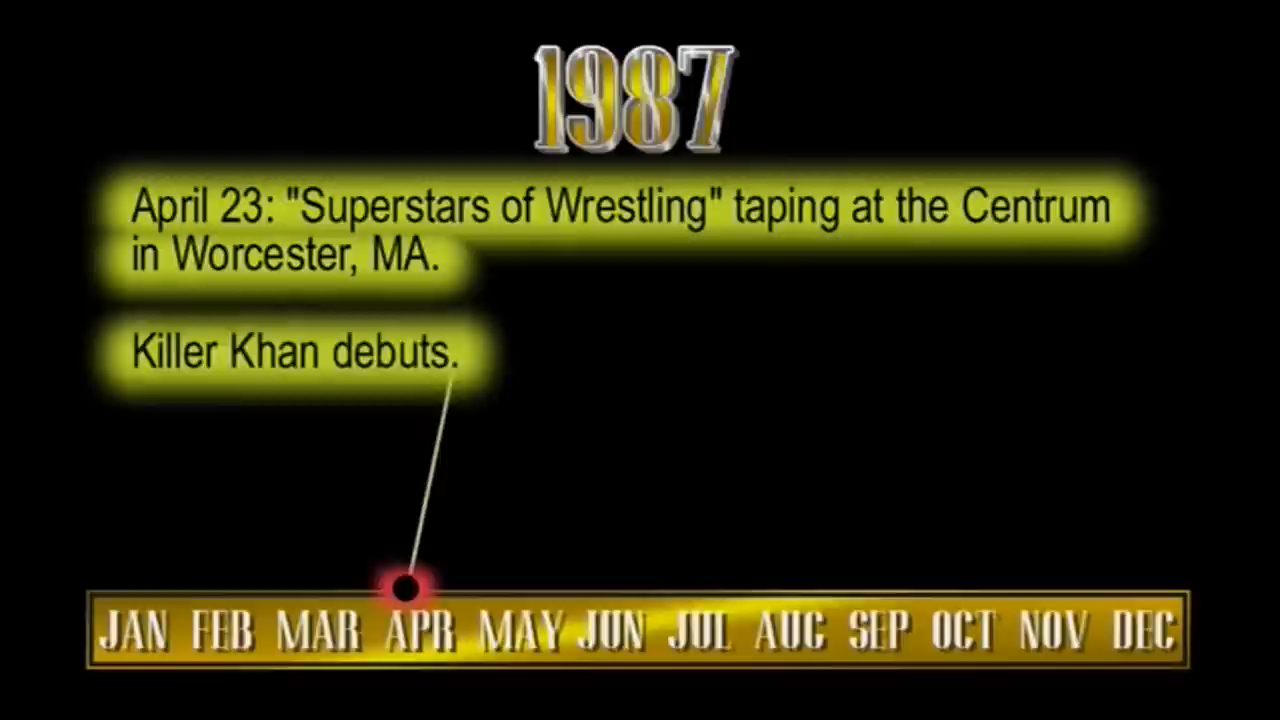 1987
April 23: "Superstars of Wrestling" taping at the Centrum
in Worcester, MA.
Killer Khan debuts.
JAN FEB MAR APR MAY JUN JUL AUG SEP OCT NOV DEC